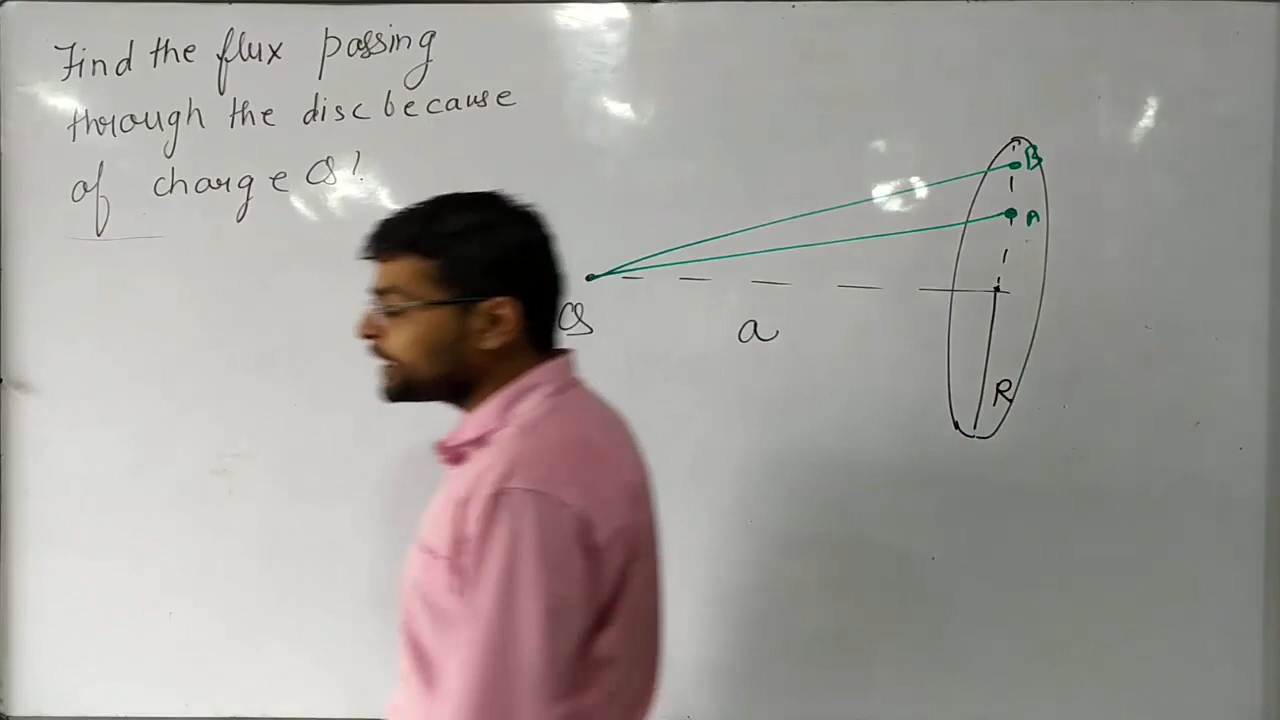 Find the flux passing
through the disc because
of charge Q!
B
A
Q
a
R